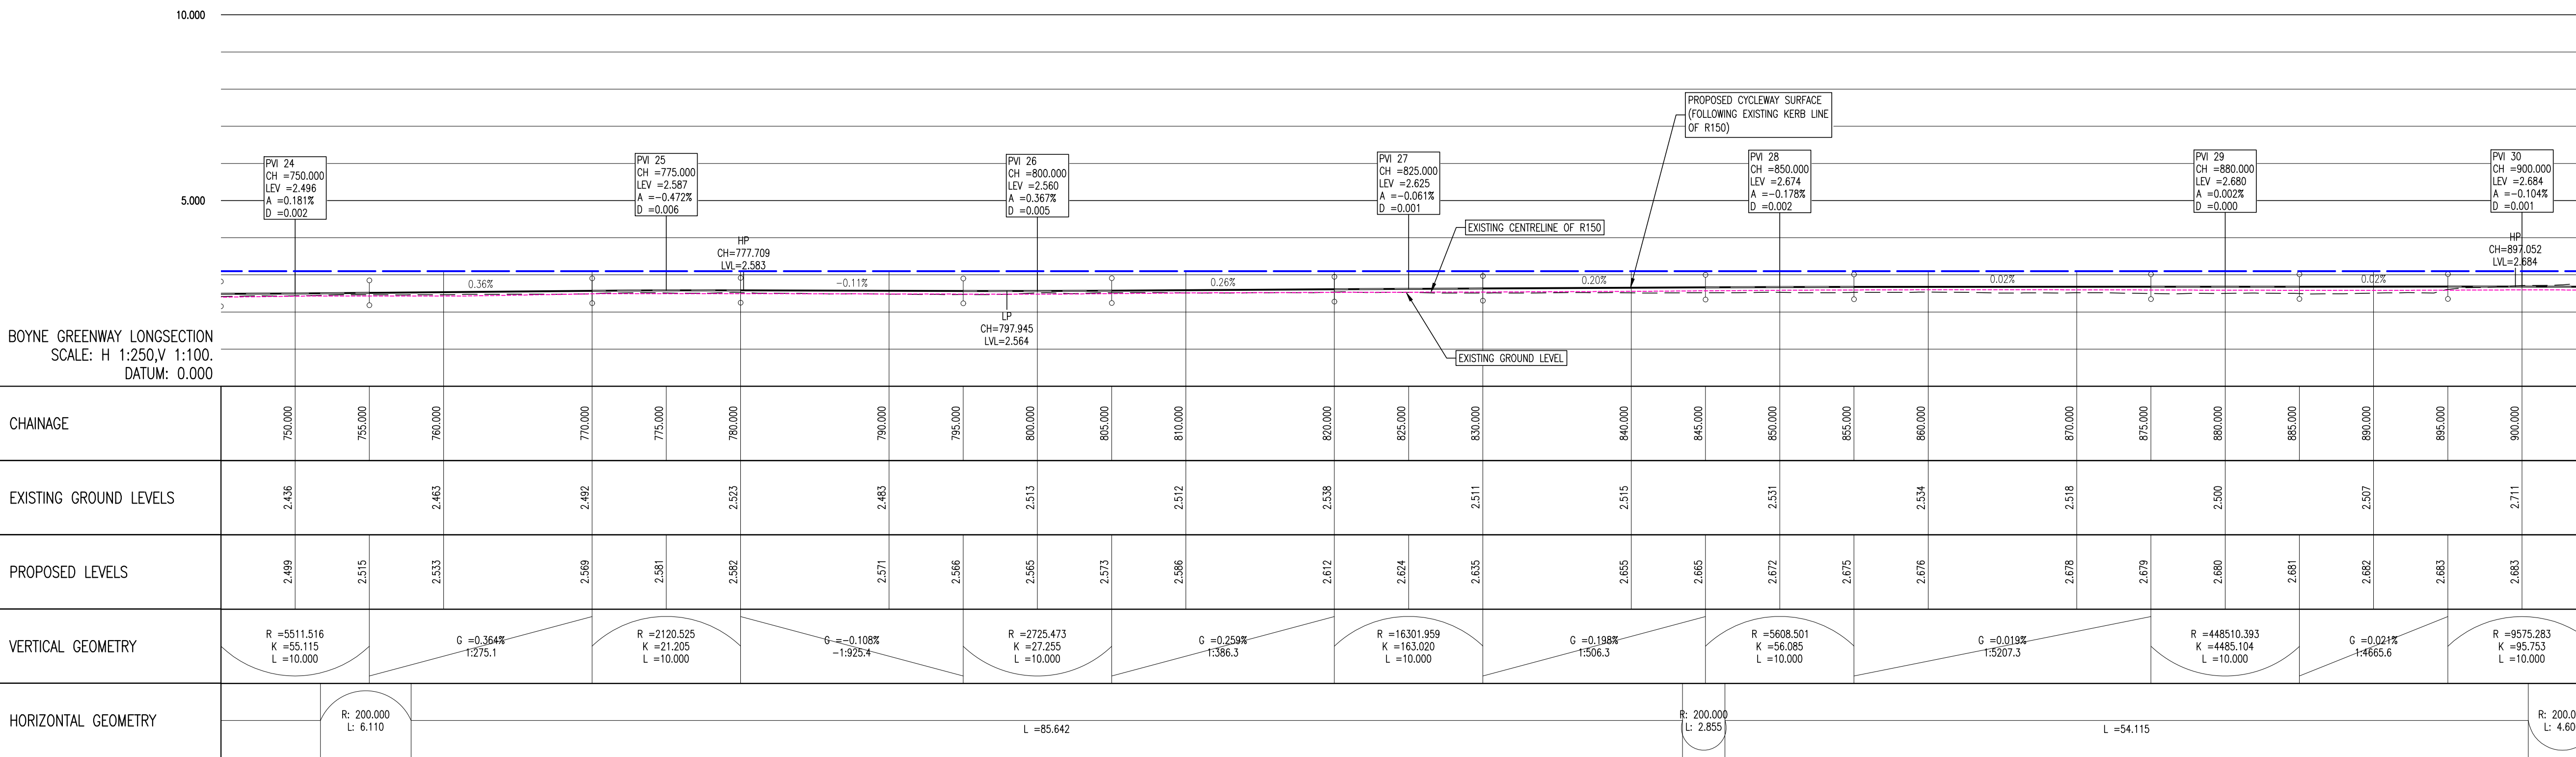 10.000
5.000
PVI 24
CH =750.000
LEV =2.496
A =0.181%
D =0.002
PVI 25
CH =775.000
LEV =2.587
A =-0.472%
D =0.006
PVI 26
CH =800.000
LEV =2.560
A =0.367%
D =0.005
PVI 27
CH =825.000
LEV =2.625
A =-0.061%
D =0.001
PVI 28
CH =850.000
LEV =2.674
A =-0.178%
D =0.002
PVI 29
CH =880.000
LEV =2.680
A =0.002%
D =0.000
PVI 30
CH =900.000
LEV =2.684
A =-0.104%
D =0.001
PROPOSED CYCLEWAY SURFACE
(FOLLOWING EXISTING KERB LINE
OF R150)
EXISTING CENTRELINE OF R150
HP
CH=777.709
LVL=2.583
HP
CH=897.052
LVL=2.684
0.36% -0.11% 0.26% 0.20% 0.02% 0.02%
LP
CH=797.945
LVL=2.564
EXISTING GROUND LEVEL
BOYNE GREENWAY LONGSECTION
SCALE: H 1:250,V 1:100.
DATUM: 0.000
CHAINAGE 750.000 755.000 760.000 770.000 775.000 780.000 790.000 795.000 800.000 805.000 810.000 820.000 825.000 830.000 840.000 845.000 850.000 855.000 860.000 870.000 875.000 880.000 885.000 890.000 895.000 900.000
EXISTING GROUND LEVELS 2.436 2.463 2.492 2.523 2.483 2.513 2.512 2.538 2.511 2.515 2.531 2.534 2.518 2.500 2.507 2.711
PROPOSED LEVELS 2.499 2.515 2.533 2.569 2.581 2.582 2.571 2.566 2.565 2.573 2.586 2.612 2.624 2.635 2.655 2.665 2.672 2.675 2.676 2.678 2.679 2.680 2.681 2.682 2.683 2.683
VERTICAL GEOMETRY
R =5511.516
K =55.115
L =10.000
G =0.364%
1:275.1
R =2120.525
K =21.205
L =10.000
G =-0.108%
-1:925.4
R =2725.473
K =27.255
L =10.000
G =0.259%
1:386.3
R =16301.959
K =163.020
L =10.000
G =0.198%
1:506.3
R =5608.501
K =56.085
L =10.000
G =0.019%
1:5207.3
R =448510.393
K =4485.104
L =10.000
G =0.021%
1:4665.6
R =9575.283
K =95.753
L =10.000
HORIZONTAL GEOMETRY
R: 200.000
L: 6.110
L =85.642
R: 200.000
L: 2.855
L =54.115
R: 200.0
L: 4.60